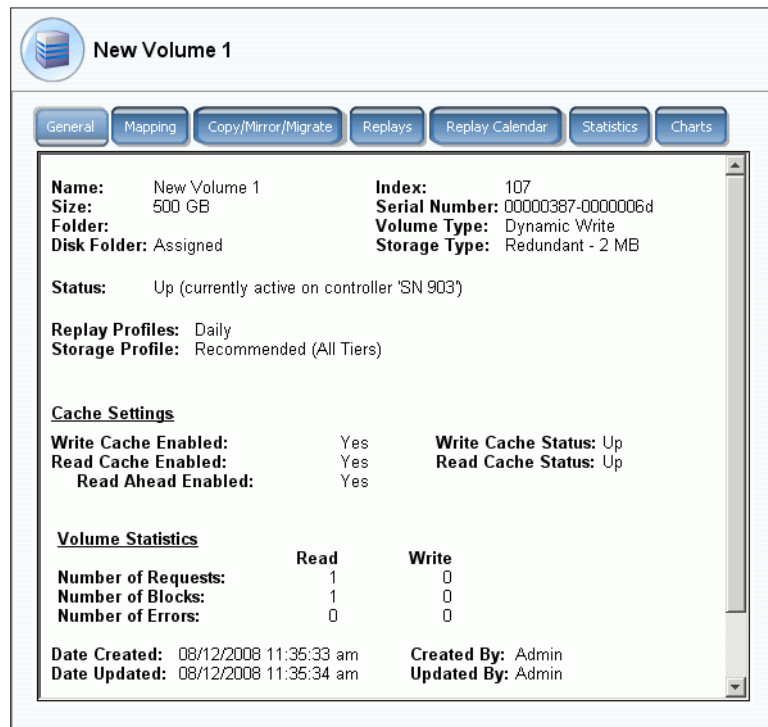 New Volume 1
General Mapping Copy/Mirror/Migrate Replays Replay Calendar Statistics Charts
Name: New Volume 1 Index: 107
Size: 500 GB Serial Number: 00000387-0000006d
Folder: Volume Type: Dynamic Write
Disk Folder: Assigned Storage Type: Redundant - 2 MB
Status: Up (currently active on controller 'SN 903')
Replay Profiles: Daily
Storage Profile: Recommended (All Tiers)
Cache Settings
Write Cache Enabled: Yes Write Cache Status: Up
Read Cache Enabled: Yes Read Cache Status: Up
Read Ahead Enabled: Yes
Volume Statistics
Read Write
Number of Requests: 1 0
Number of Blocks: 1 0
Number of Errors: 0 0
Date Created: 08/12/2008 11:35:33 am Created By: Admin
Date Updated: 08/12/2008 11:35:34 am Updated By: Admin